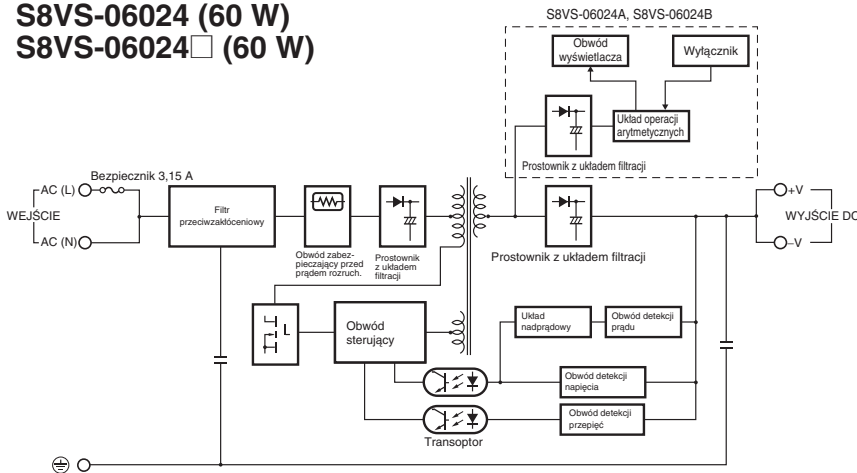 S8VS-06024 (60 W)
S8VS-06024□ (60 W)
S8VS-06024A, S8VS-06024B
Obwód
wyświetlacza
Wyłącznik
Układ operacji
arytmetycznych
Prostownik z układem filtracji
Bezpiecznik 3,15 A
AC (L)
WEJŚCIE
AC (N)
Filtr
przeciwzakłóceniowy
Obwód zabez-
pieczający przed
prądem rozruch.
Prostownik
z układem
filtracji
Prostownik z układem filtracji
+V
WYJŚCIE DC
–V
Obwód
sterujący
Układ
nadprądowy
Obwód detekcji
prądu
Obwód detekcji
napięcia
Obwód detekcji
przepięć
Transoptor